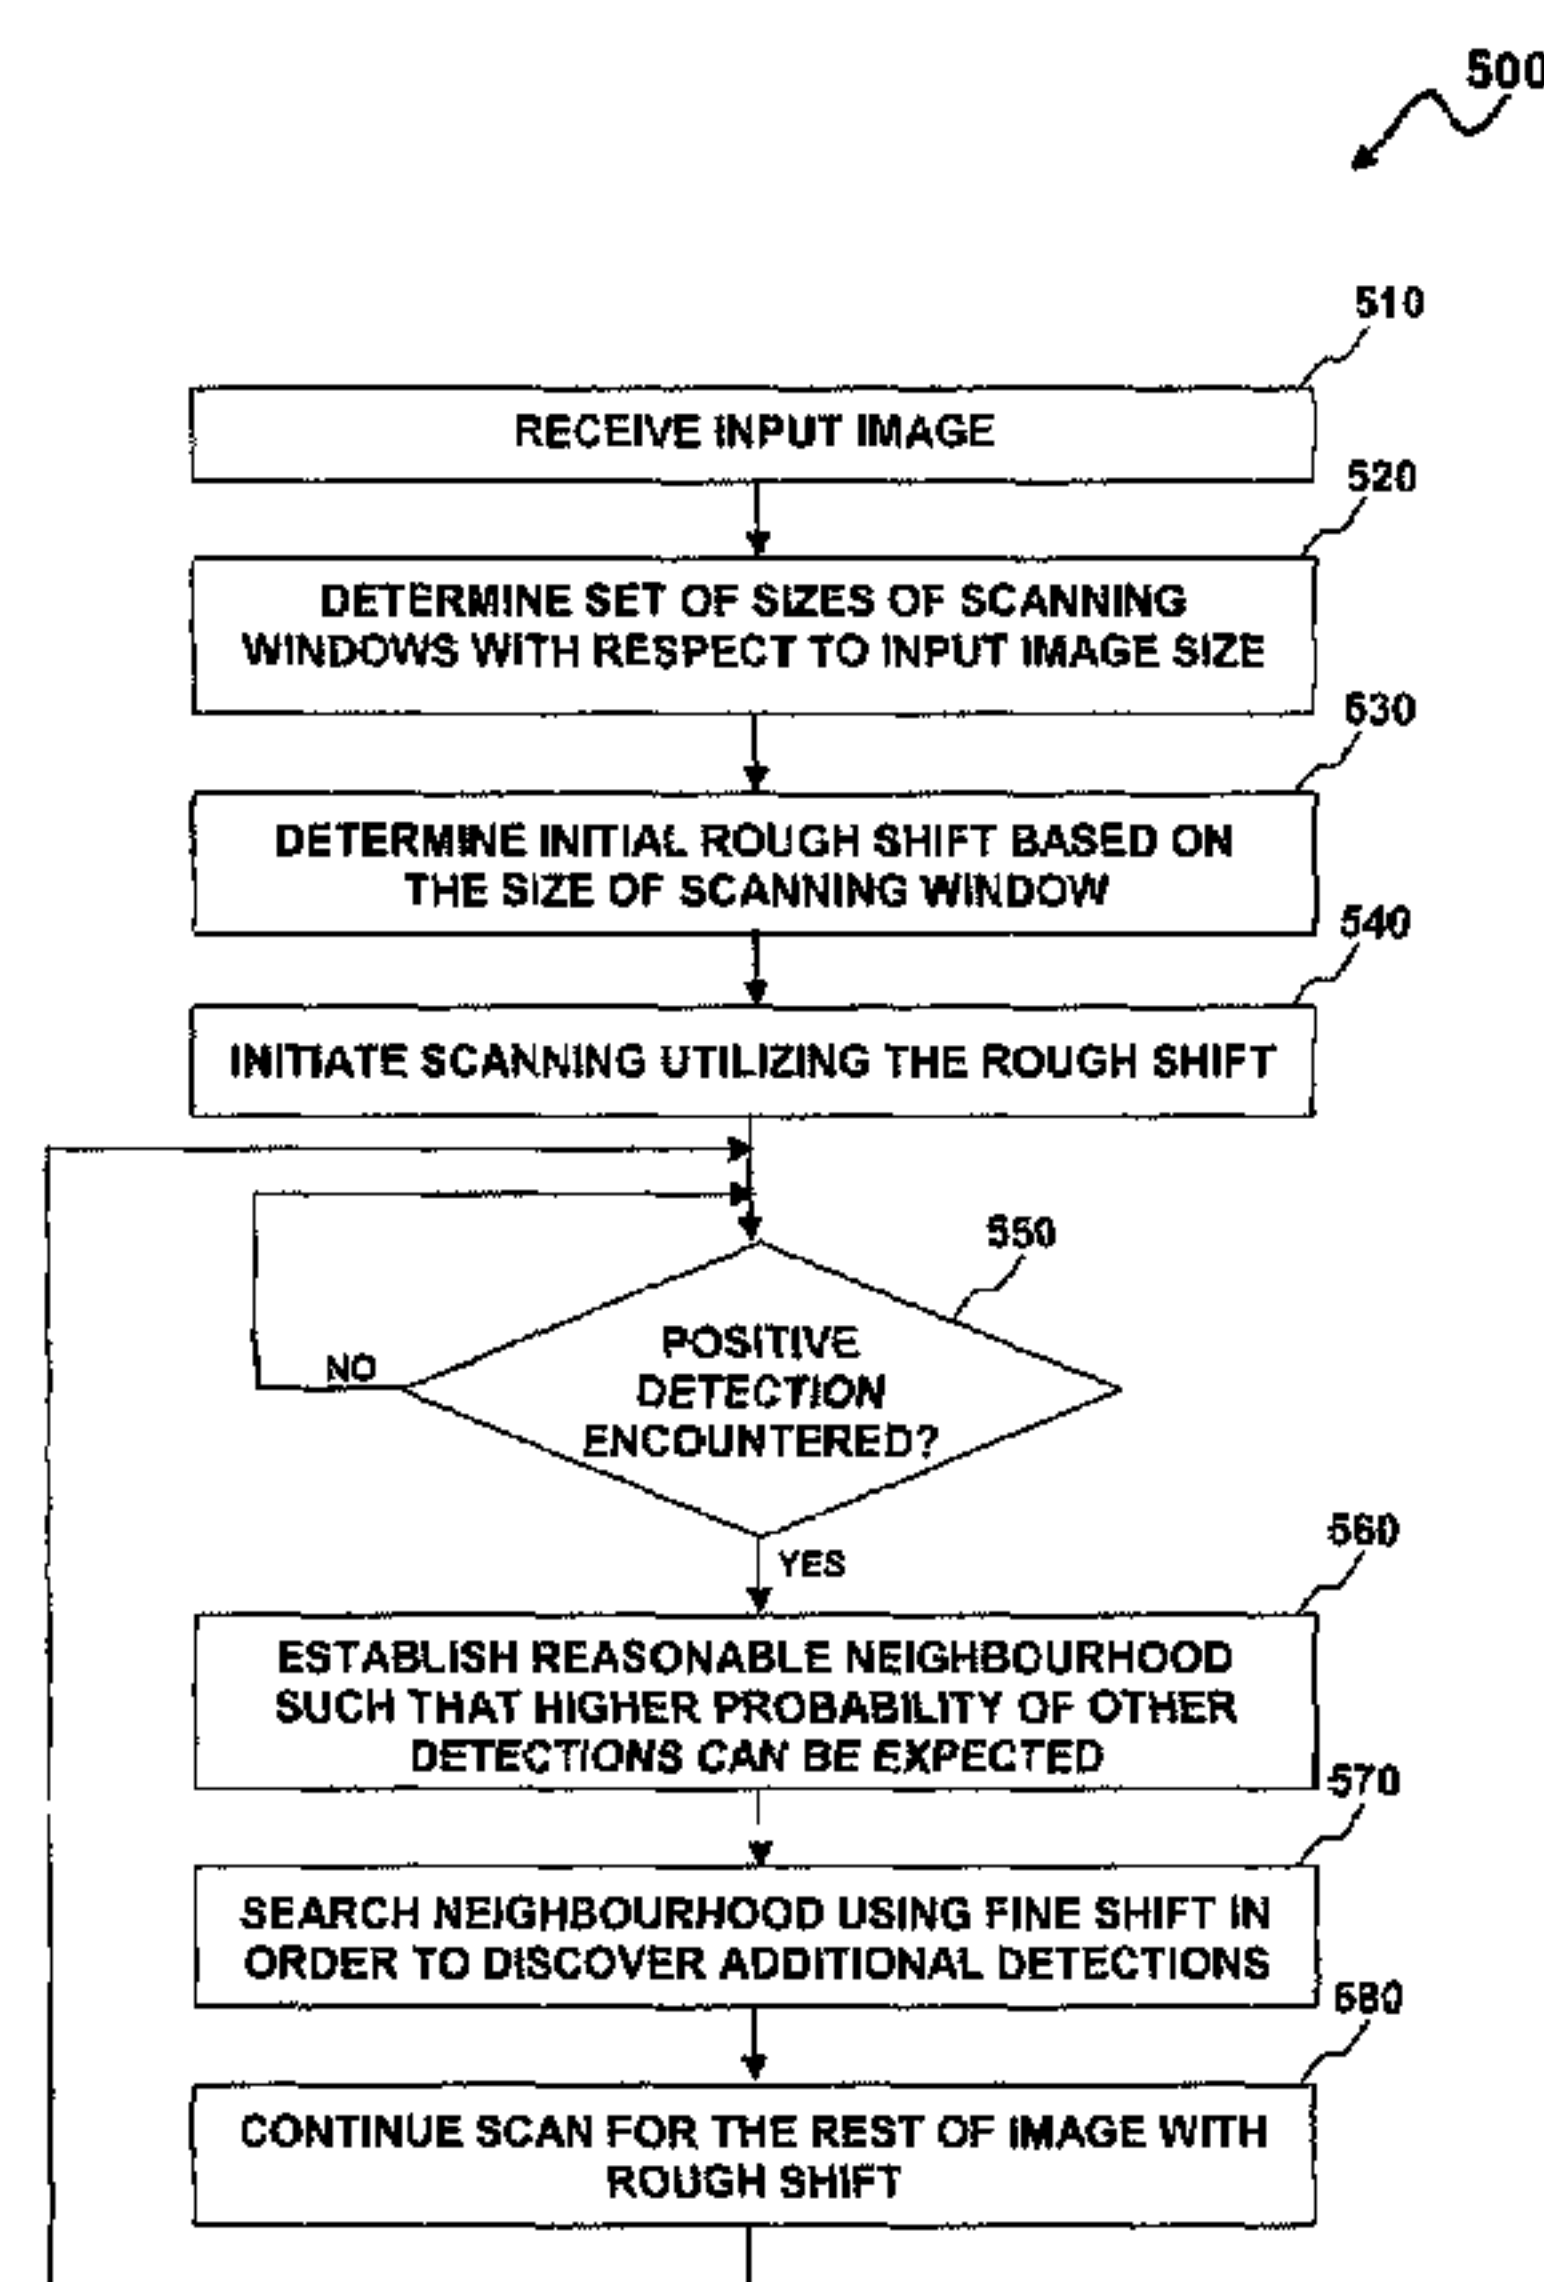 500
510
RECEIVE INPUT IMAGE
520
DETERMINE SET OF SIZES OF SCANNING
WINDOWS WITH RESPECT TO INPUT IMAGE SIZE
530
DETERMINE INITIAL ROUGH SHIFT BASED ON
THE SIZE OF SCANNING WINDOW
540
INITIATE SCANNING UTILIZING THE ROUGH SHIFT
550
POSITIVE
DETECTION
ENCOUNTERED?
NO
YES
560
ESTABLISH REASONABLE NEIGHBOURHOOD
SUCH THAT HIGHER PROBABILITY OF OTHER
DETECTIONS CAN BE EXPECTED
570
SEARCH NEIGHBOURHOOD USING FINE SHIFT IN
ORDER TO DISCOVER ADDITIONAL DETECTIONS
580
CONTINUE SCAN FOR THE REST OF IMAGE WITH
ROUGH SHIFT